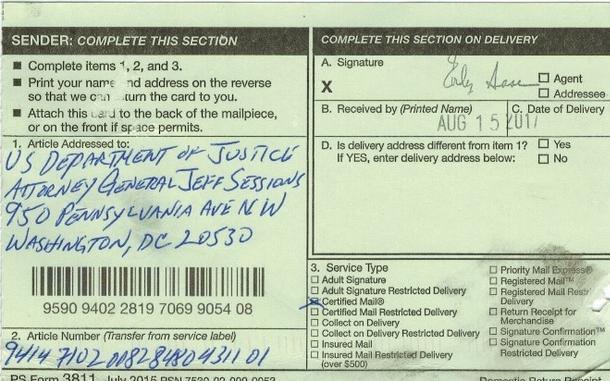 SENDER: COMPLETE THIS SECTION
■ Complete items 1, 2, and 3.
■ Print your name and address on the reverse
so that we can return the card to you.
■ Attach this card to the back of the mailpiece,
or on the front if space permits.
1. Article Addressed to:
US DEPARTMENT OF JUSTICE
ATTORNEY GENERAL JEFF SESSIONS
950 PENNSYLVANIA AVE NW
WASHINGTON, DC 20530
9590 9402 2819 7069 9054 08
2. Article Number (Transfer from service label)
9414 7102 0082 8480 4311 01
PS Form 3811, July 2015 PSN 7530-02-000-9053
COMPLETE THIS SECTION ON DELIVERY
A. Signature
X
☐ Agent
☐ Addressee
B. Received by (Printed Name)
C. Date of Delivery
AUG 15 2017
D. Is delivery address different from item 1? ☐ Yes
If YES, enter delivery address below: ☐ No
3. Service Type
☐ Adult Signature
☐ Adult Signature Restricted Delivery
☒ Certified Mail®
☐ Certified Mail Restricted Delivery
☐ Collect on Delivery
☐ Collect on Delivery Restricted Delivery
☐ Insured Mail
☐ Insured Mail Restricted Delivery
(over $500)
☐ Priority Mail Express®
☐ Registered Mail™
☐ Registered Mail Restr
Delivery
☐ Return Receipt for
Merchandise
☐ Signature Confirmation™
☐ Signature Confirmation
Restricted Delivery
Domestic Return Receipt